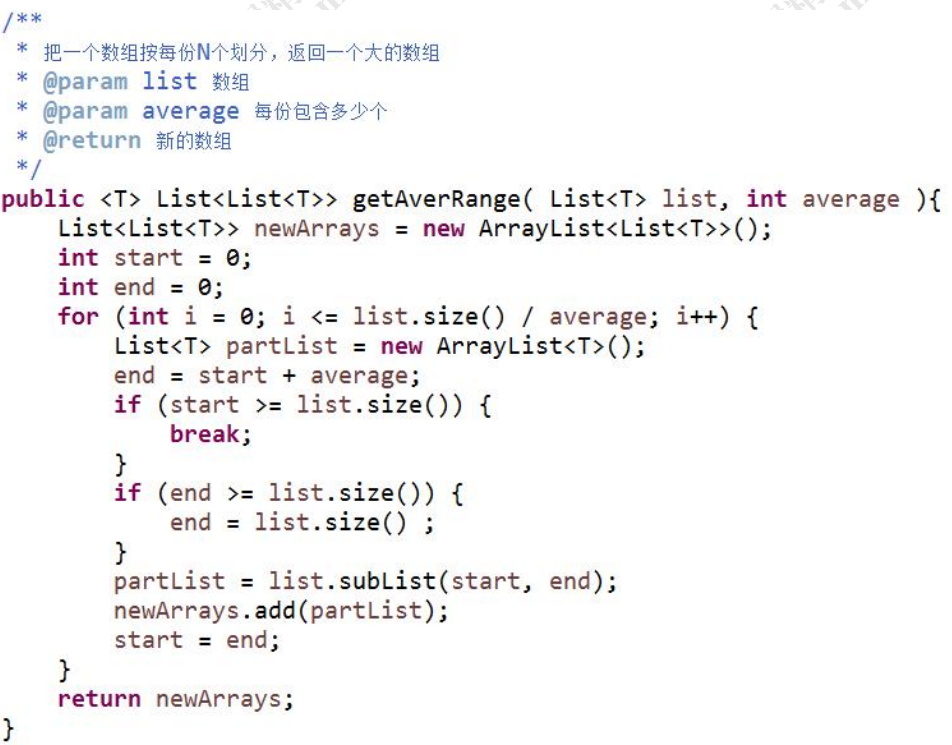 /**
 * 把一个数组按每份N个划分，返回一个大的数组
 * @param list 数组
 * @param average 每份包含多少个
 * @return 新的数组
 */
public <T> List<List<T>> getAverRange( List<T> list, int average ){
    List<List<T>> newArrays = new ArrayList<List<T>>();
    int start = 0;
    int end = 0;
    for (int i = 0; i <= list.size() / average; i++) {
        List<T> partList = new ArrayList<T>();
        end = start + average;
        if (start >= list.size()) {
            break;
        }
        if (end >= list.size()) {
            end = list.size() ;
        }
        partList = list.subList(start, end);
        newArrays.add(partList);
        start = end;
    }
    return newArrays;
}